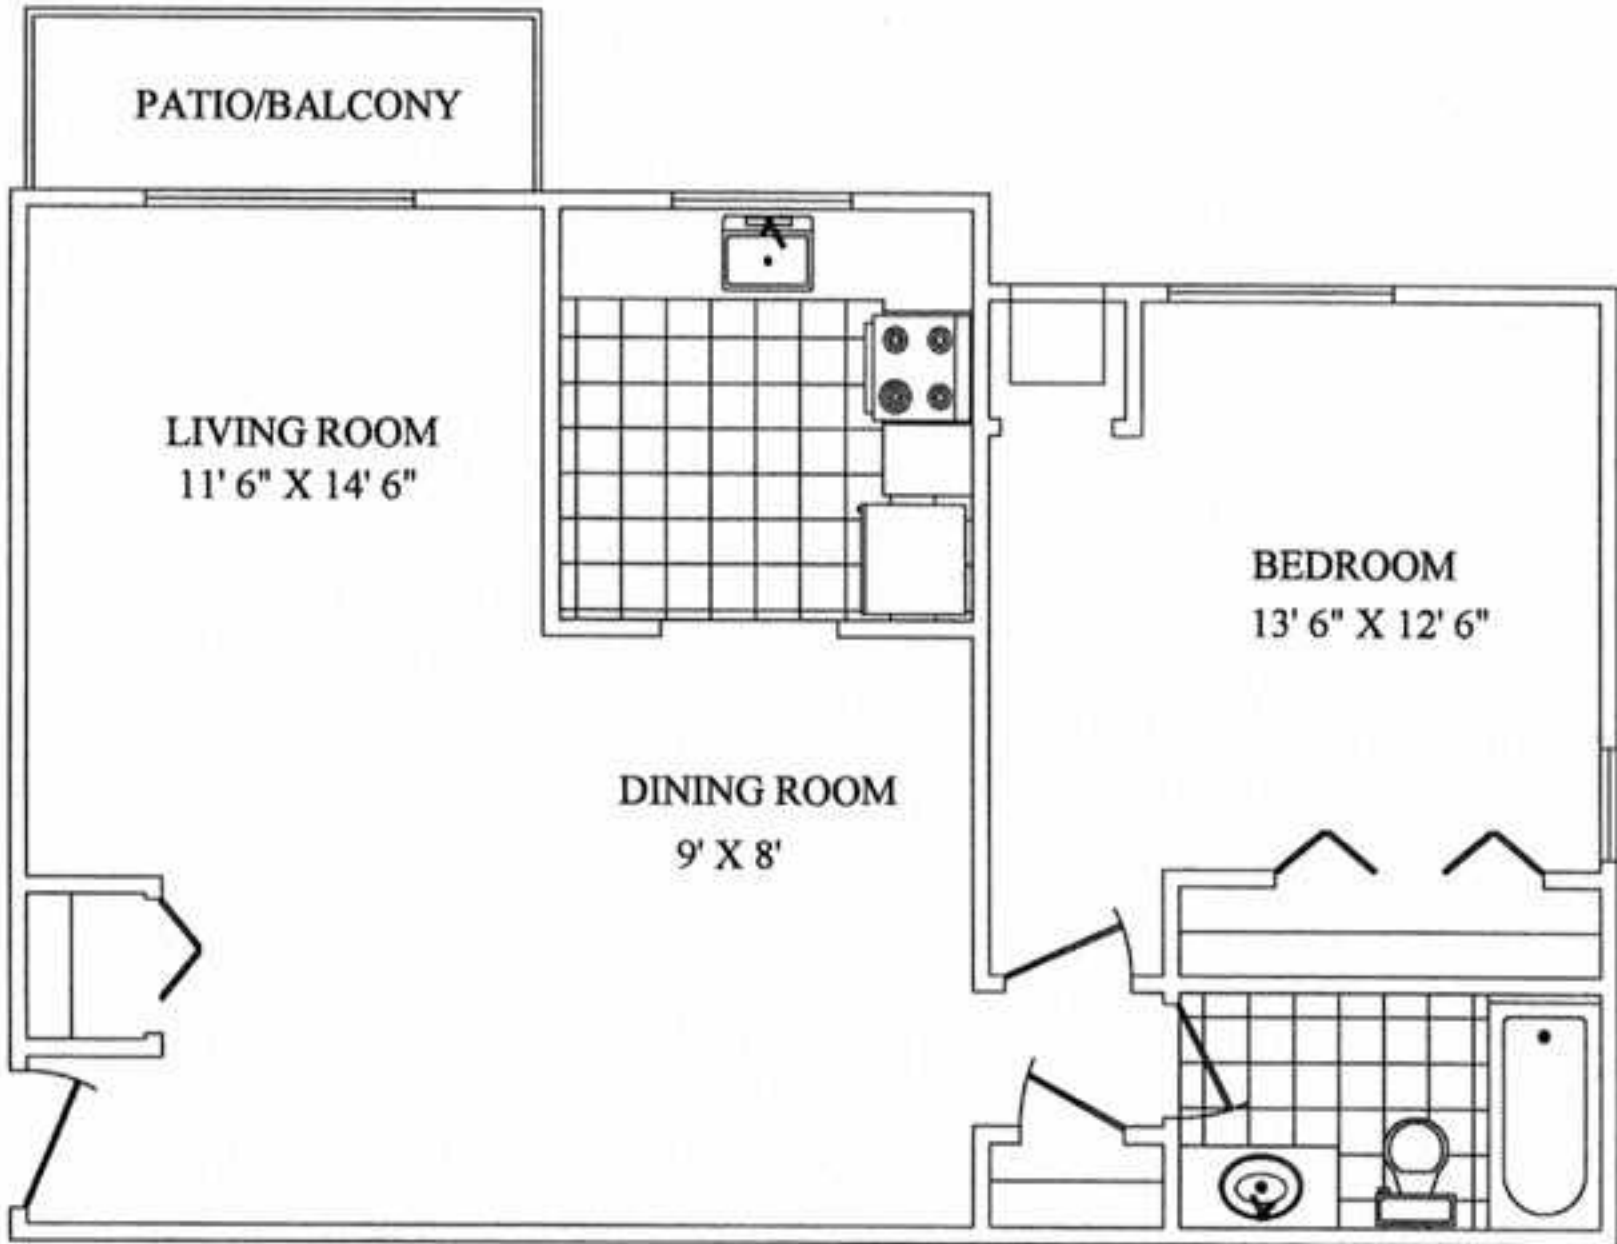 PATIO/BALCONY
LIVING ROOM
11' 6" X 14' 6"
BEDROOM
13' 6" X 12' 6"
DINING ROOM
9' X 8'